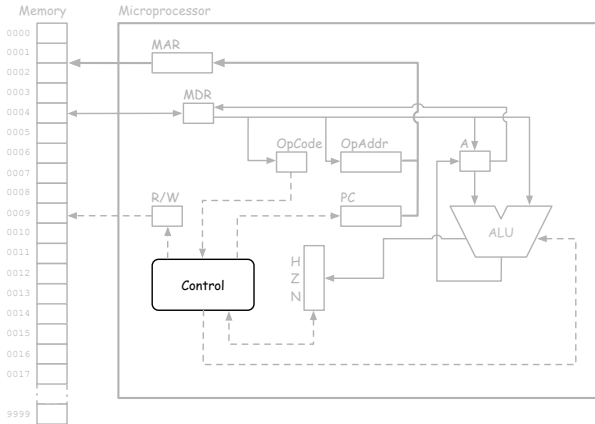 Memory
Microprocessor
0000
0001
0002
0003
0004
0005
0006
0007
0008
0009
0010
0011
0012
0013
0014
0015
0016
0017
9999
MAR
MDR
OpCode
OpAddr
A
R/W
PC
ALU
Control
H
Z
N